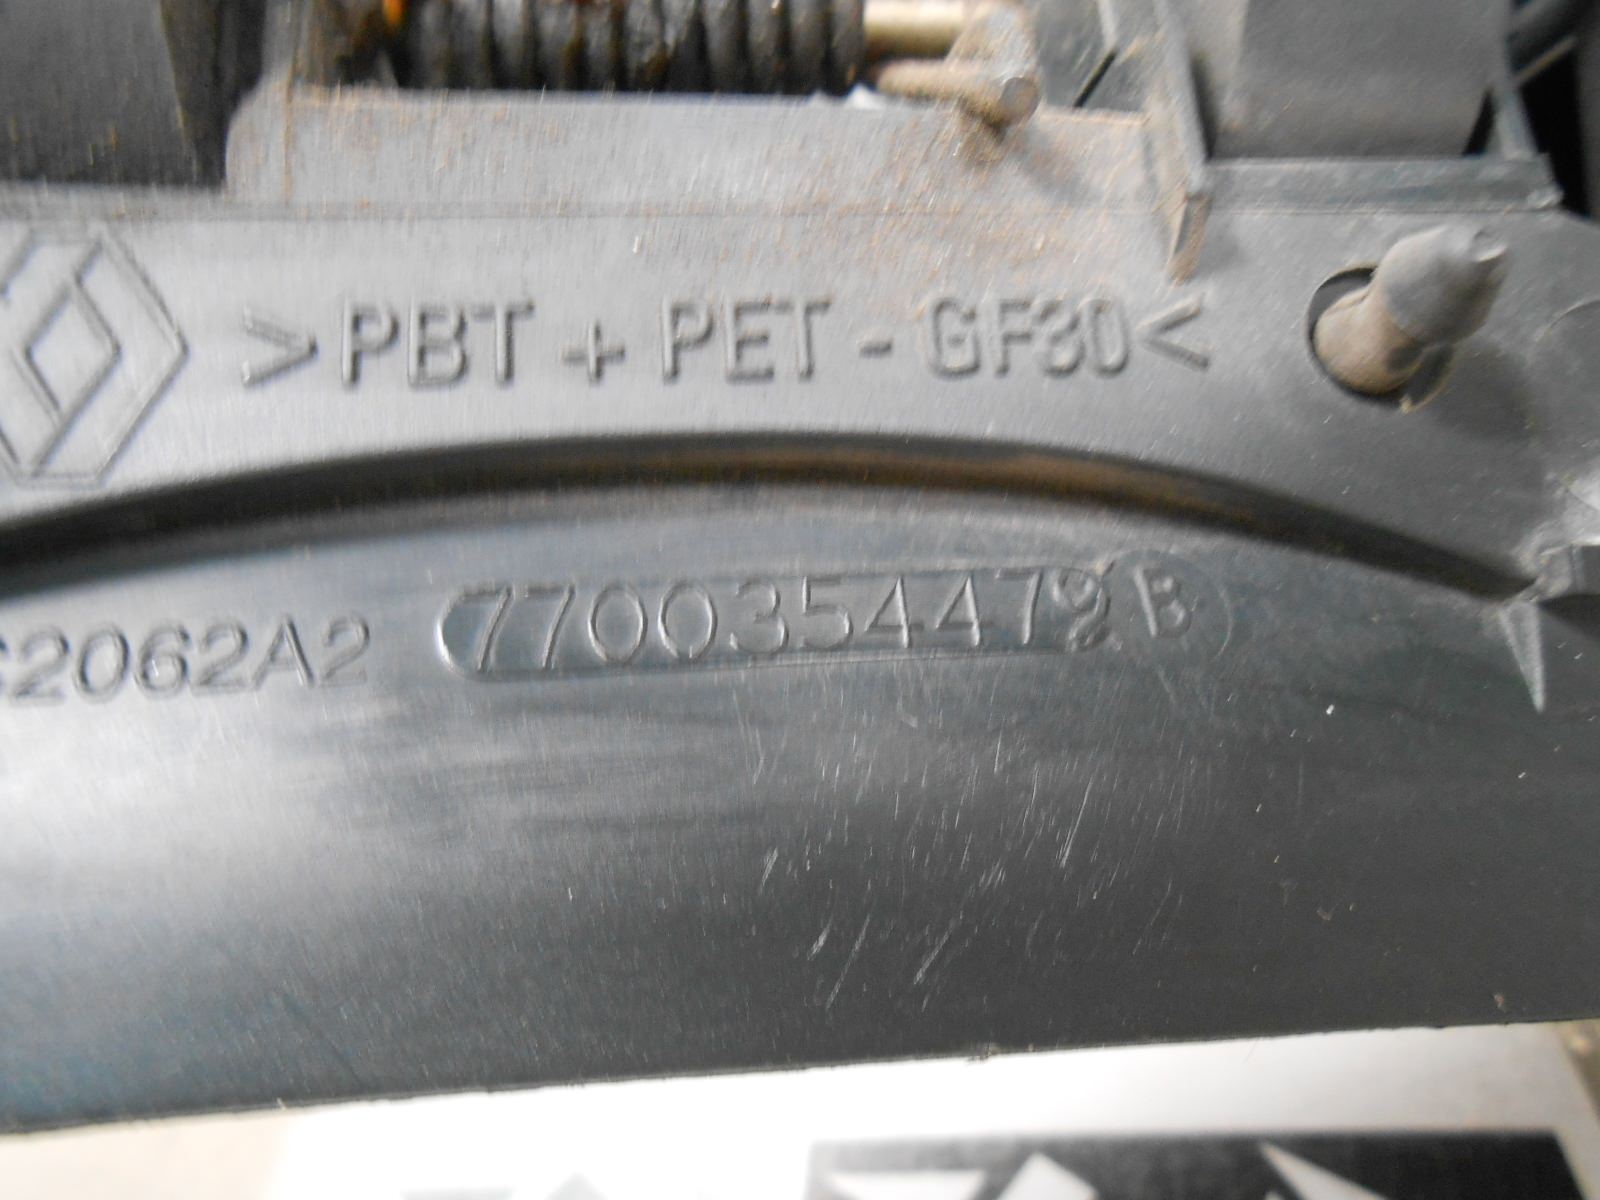 >PBT + PET - GF30<
2062A2 7700354479 B